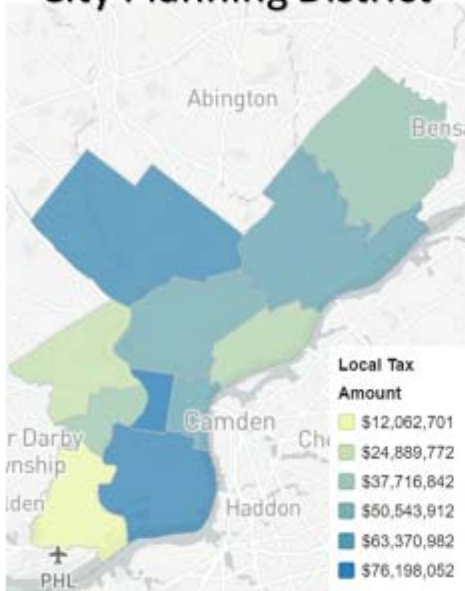 City Planning District
Abington
Bens
Local Tax
Amount
$12,062,701
$24,889,772
$37,716,842
$50,543,912
$63,370,982
$76,198,052
Camden
Ch
r Darby
wnship
lden
Haddon
PHL